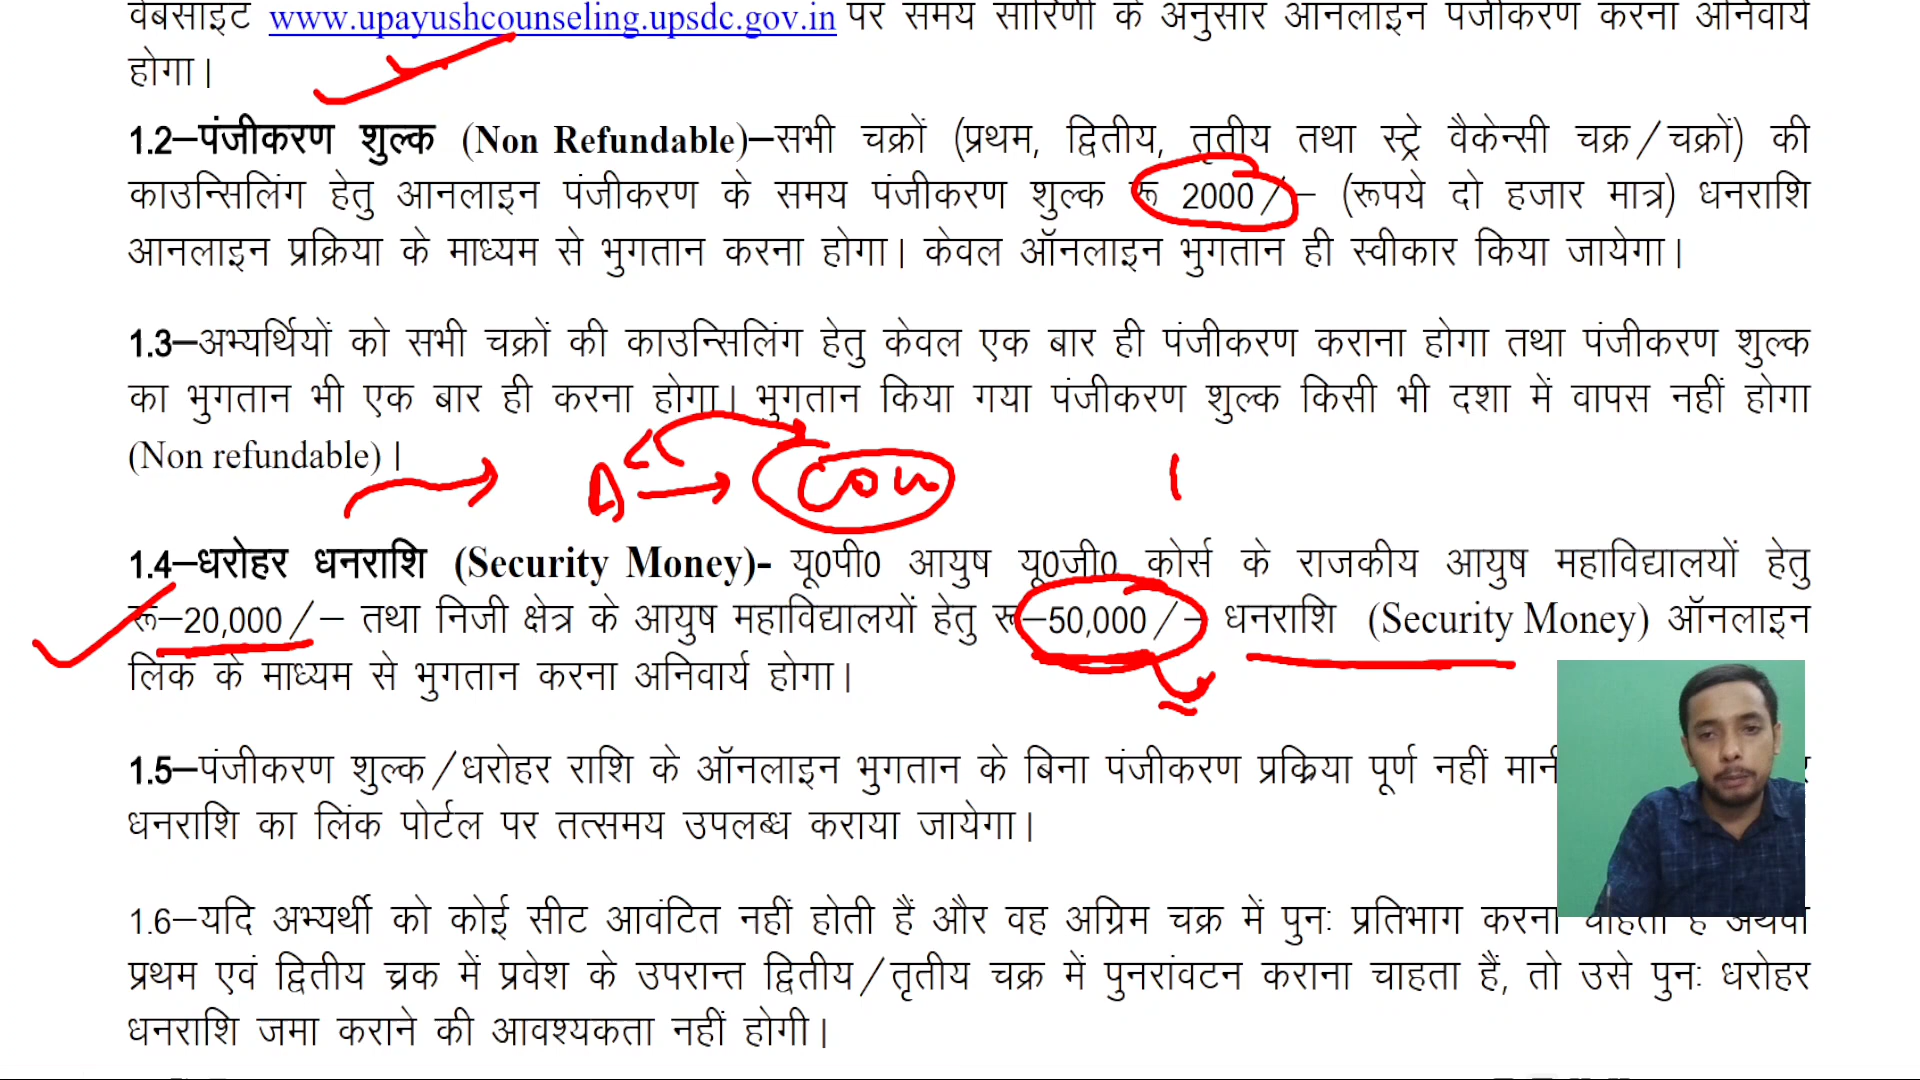 वेबसाइट www.upayushcounseling.upsdc.gov.in पर समय सारिणी के अनुसार आनलाइन पंजीकरण करना अनिवार्य
होगा।
1.2–पंजीकरण शुल्क (Non Refundable)–सभी चक्रों (प्रथम, द्वितीय, तृतीय तथा स्ट्रे वैकेन्सी चक्र/चक्रों) की
काउन्सिलिंग हेतु आनलाइन पंजीकरण के समय पंजीकरण शुल्क रू 2000/– (रूपये दो हजार मात्र) धनराशि
आनलाइन प्रक्रिया के माध्यम से भुगतान करना होगा। केवल ऑनलाइन भुगतान ही स्वीकार किया जायेगा।
1.3–अभ्यर्थियों को सभी चक्रों की काउन्सिलिंग हेतु केवल एक बार ही पंजीकरण कराना होगा तथा पंजीकरण शुल्क
का भुगतान भी एक बार ही करना होगा। भुगतान किया गया पंजीकरण शुल्क किसी भी दशा में वापस नहीं होगा
(Non refundable)।
1.4–धरोहर धनराशि (Security Money)- यू0पी0 आयुष यू0जी0 कोर्स के राजकीय आयुष महाविद्यालयों हेतु
रू–20,000/– तथा निजी क्षेत्र के आयुष महाविद्यालयों हेतु रू–50,000/– धनराशि (Security Money) ऑनलाइन
लिंक के माध्यम से भुगतान करना अनिवार्य होगा।
1.5–पंजीकरण शुल्क/धरोहर राशि के ऑनलाइन भुगतान के बिना पंजीकरण प्रक्रिया पूर्ण नहीं
धनराशि का लिंक पोर्टल पर तत्समय उपलब्ध कराया जायेगा।
1.6–यदि अभ्यर्थी को कोई सीट आवंटित नहीं होती हैं और वह अग्रिम चक्र में पुनः प्रतिभाग करना चाहता है अथवा
प्रथम एवं द्वितीय च्रक में प्रवेश के उपरान्त द्वितीय/तृतीय चक्र में पुनरांवटन कराना चाहता हैं, तो उसे पुनः धरोहर
धनराशि जमा कराने की आवश्यकता नहीं होगी।